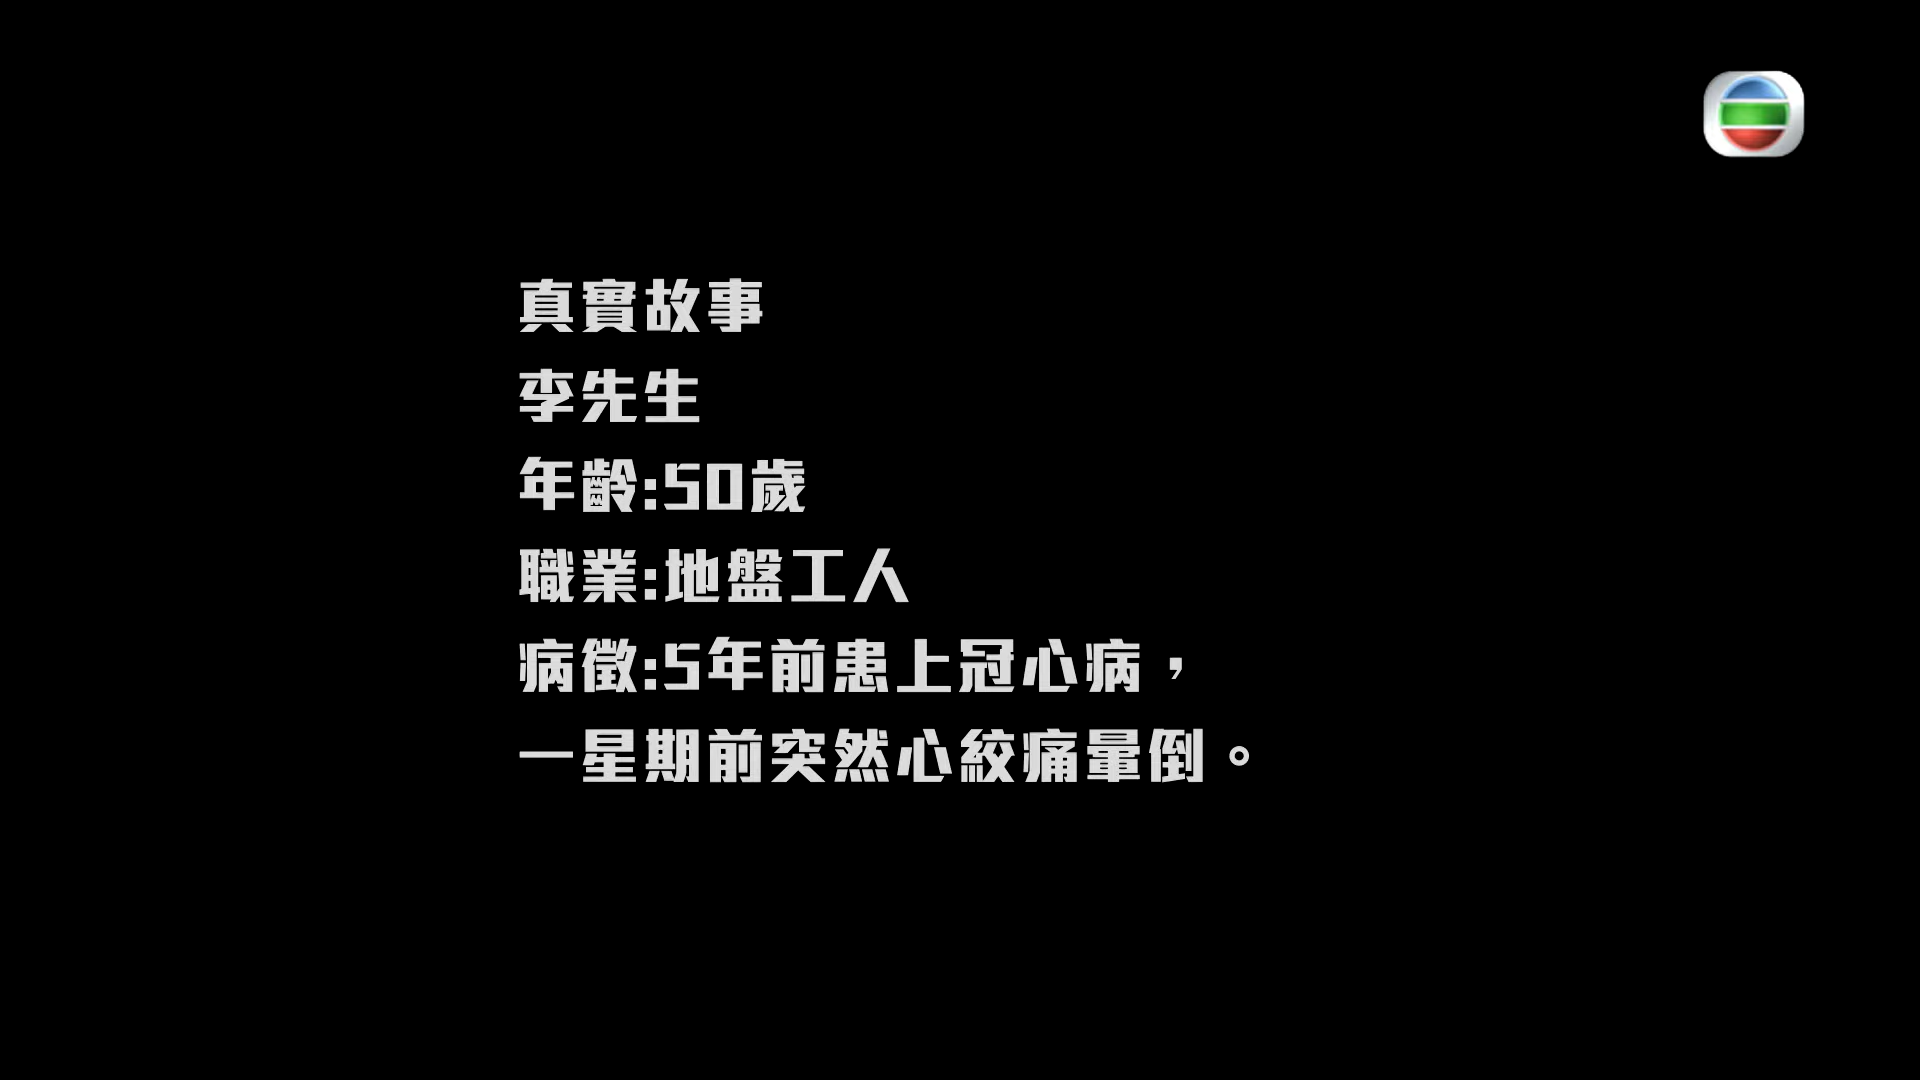 真實故事
李先生
年齡:50歲
職業:地盤工人
病徵:5年前患上冠心病，
一星期前突然心絞痛暈倒。